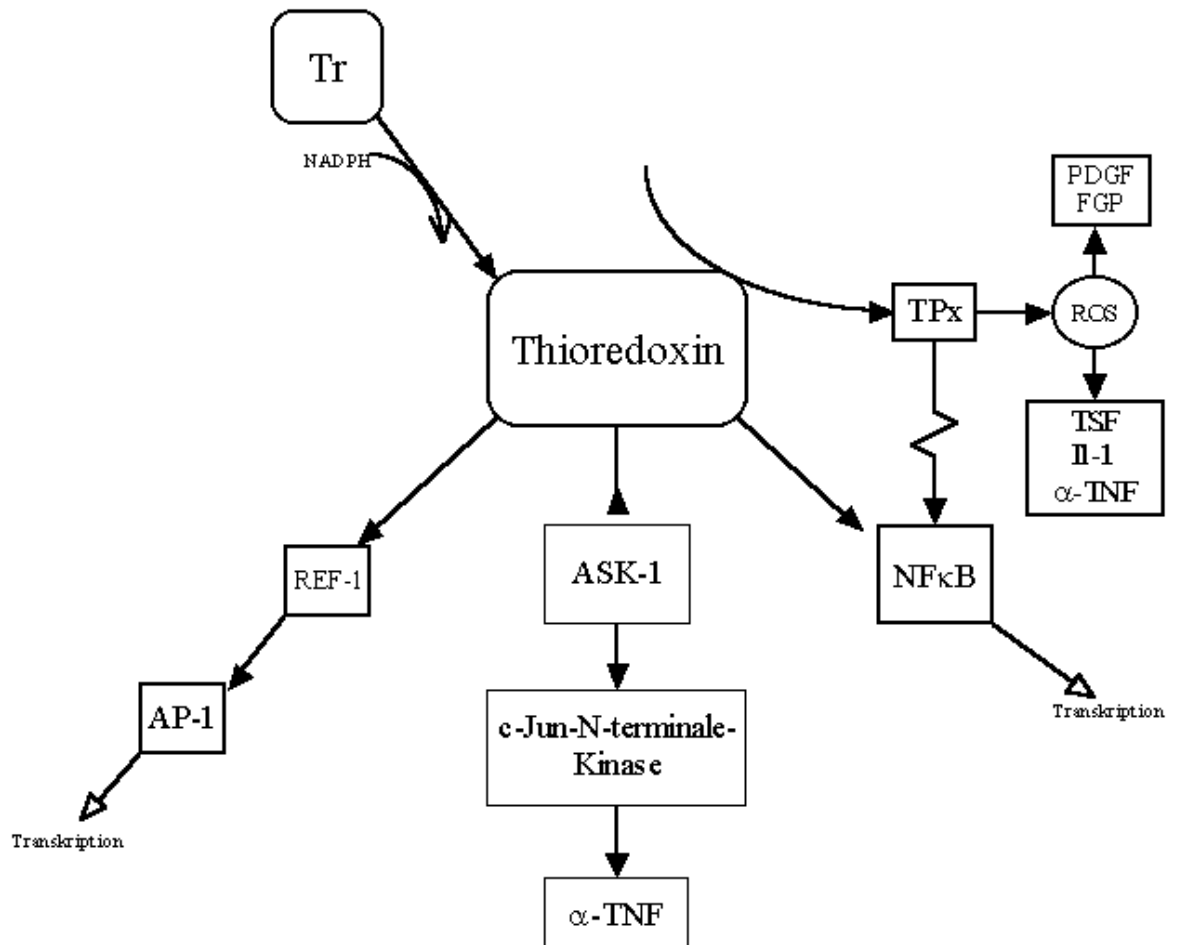 Tr
NADPH
PDGF
FGP
TPx
ROS
Thioredoxin
TSF
Il-1
α-TNF
REF-1
ASK-1
NFκB
AP-1
c-Jun-N-terminale-
Kinase
Transkription
Transkription
α-TNF